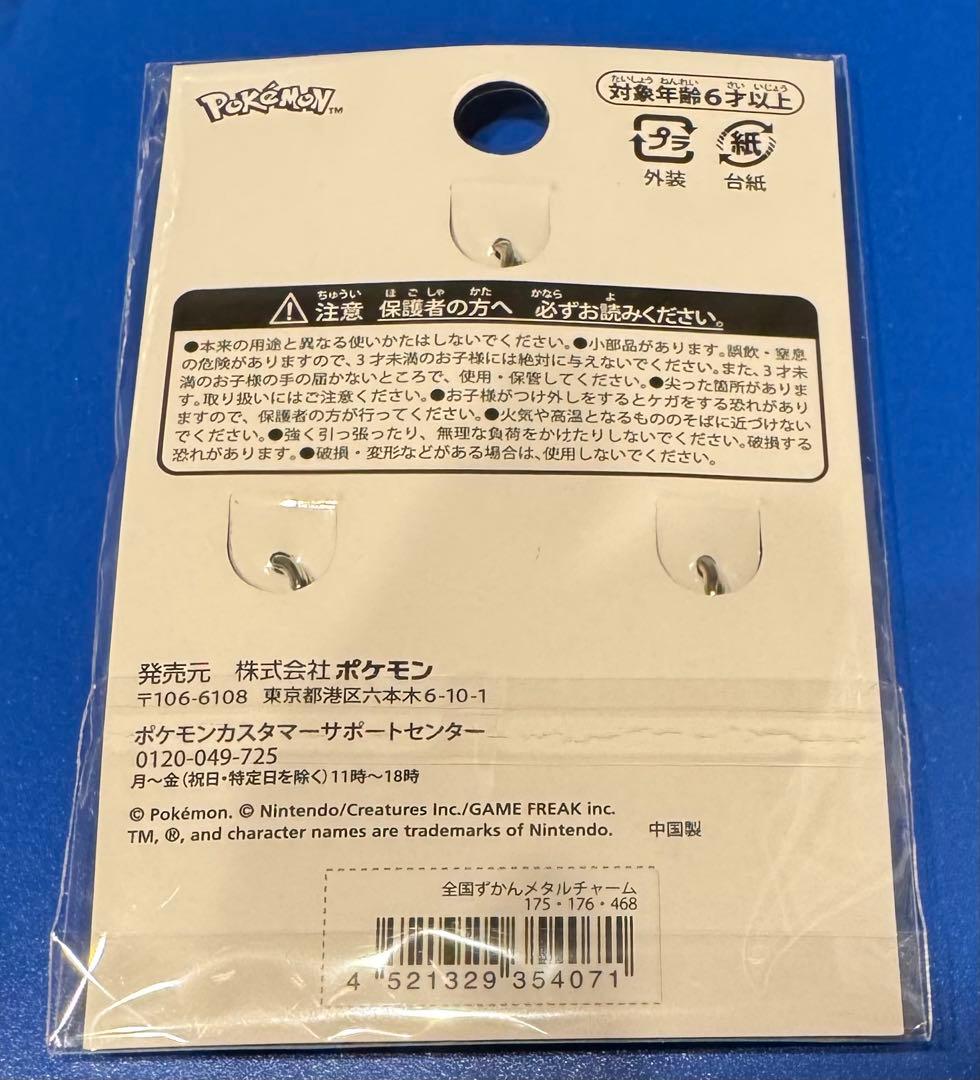 POKéMON™
たいしょう ねんれい さい いじょう
対象年齢6才以上
プラ 紙
外装 台紙
ちゅうい ほ ご しゃ かた かなら よ
注意 保護者の方へ 必ずお読みください。
●本来の用途と異なる使いかたはしないでください。●小部品があります。誤飲・窒息
の危険がありますので、3才未満のお子様には絶対に与えないでください。また、3才未
満のお子様の手の届かないところで、使用・保管してください。●尖った箇所がありま
す。取り扱いにはご注意ください。●お子様がつけ外しをするとケガをする恐れがあり
ますので、保護者の方が行ってください。●火気や高温となるもののそばに近づけない
でください。●強く引っ張ったり、無理な負荷をかけたりしないでください。破損する
恐れがあります。●破損・変形などがある場合は、使用しないでください。
発売元 株式会社 ポケモン
〒106-6108 東京都港区六本木6-10-1
ポケモンカスタマーサポートセンター
0120-049-725
月〜金(祝日・特定日を除く)11時〜18時
© Pokémon. © Nintendo/Creatures Inc./GAME FREAK inc.
TM, ®, and character names are trademarks of Nintendo. 中国製
全国ずかんメタルチャーム
175・176・468
4 521329 354071